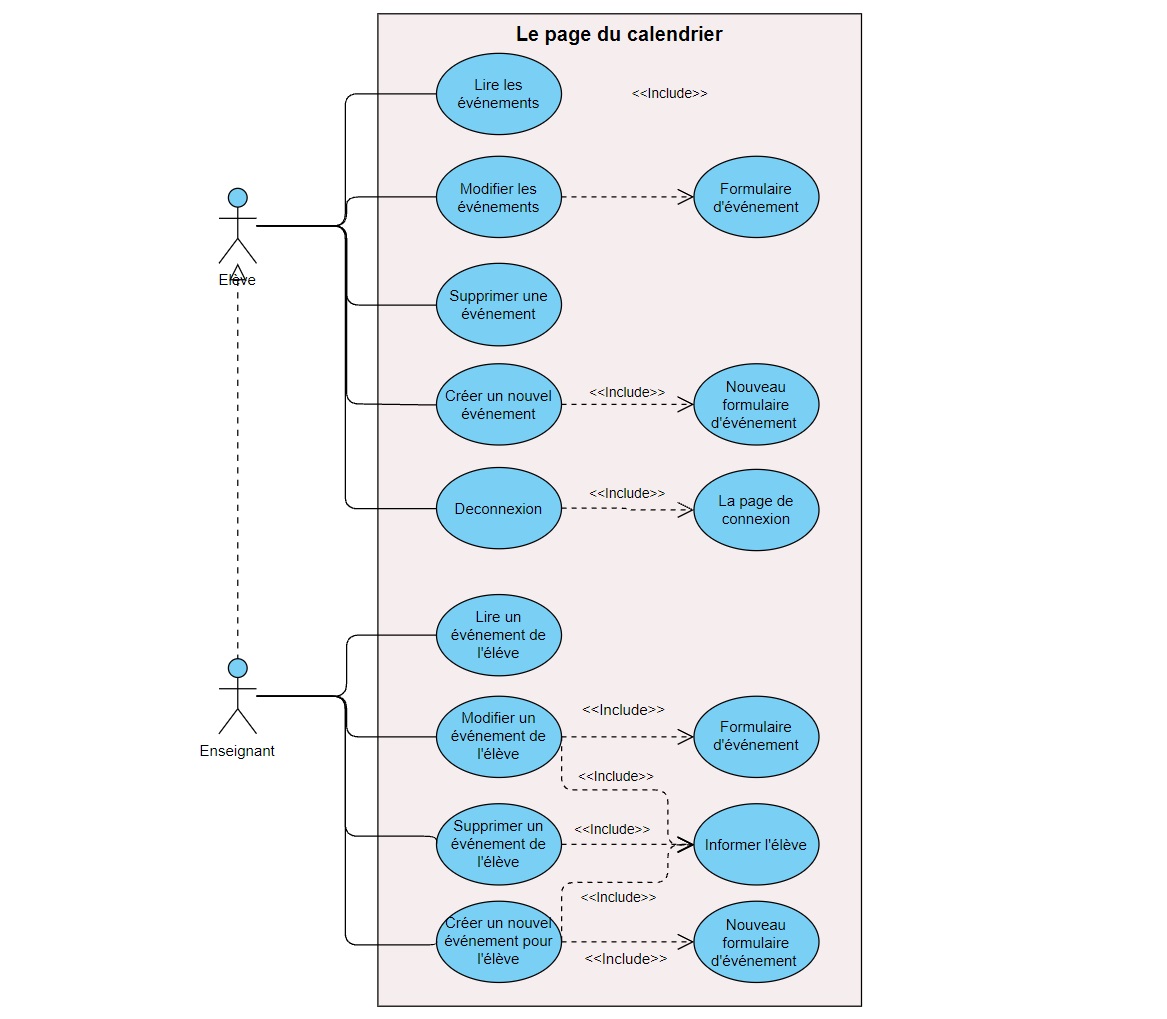 Le page du calendrier
Lire les
événements
<<Include>>
Modifier les
événements
Formulaire
d'événement
Elève
Supprimer une
événement
Créer un nouvel
événement
<<Include>>
Nouveau
formulaire
d'événement
Deconnexion
<<Include>>
La page de
connexion
Lire un
événement de
l'éléve
Enseignant
Modifier un
événement de
l'élève
<<Include>>
Formulaire
d'événement
<<Include>>
Supprimer un
événement de
l'élève
<<Include>>
Informer l'élève
<<Include>>
Créer un nouvel
événement pour
l'élève
<<Include>>
Nouveau
formulaire
d'événement